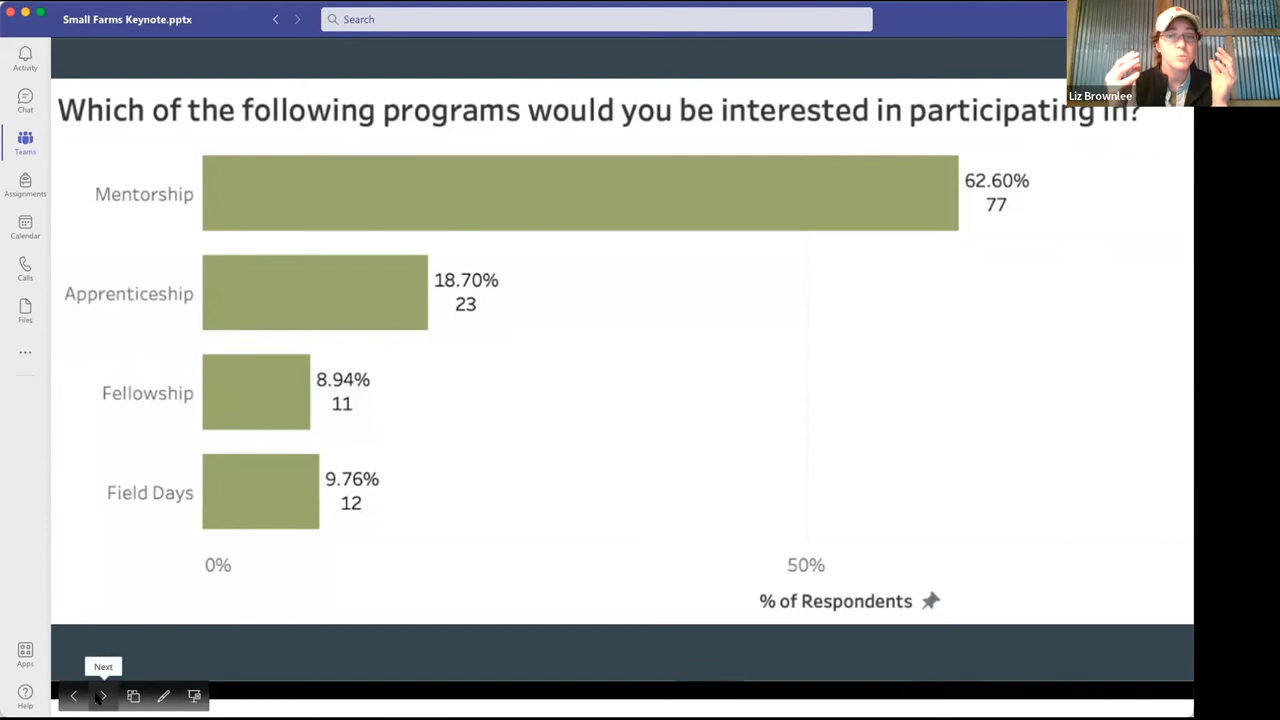 Small Farms Keynote.pptx
Search
Activity
Chat
Teams
Assignments
Calendar
Calls
Files
Apps
Help
Liz Brownlee
Which of the following programs would you be interested in participating in?
Mentorship
62.60%
77
Apprenticeship
18.70%
23
Fellowship
8.94%
11
Field Days
9.76%
12
0%
50%
% of Respondents
Next